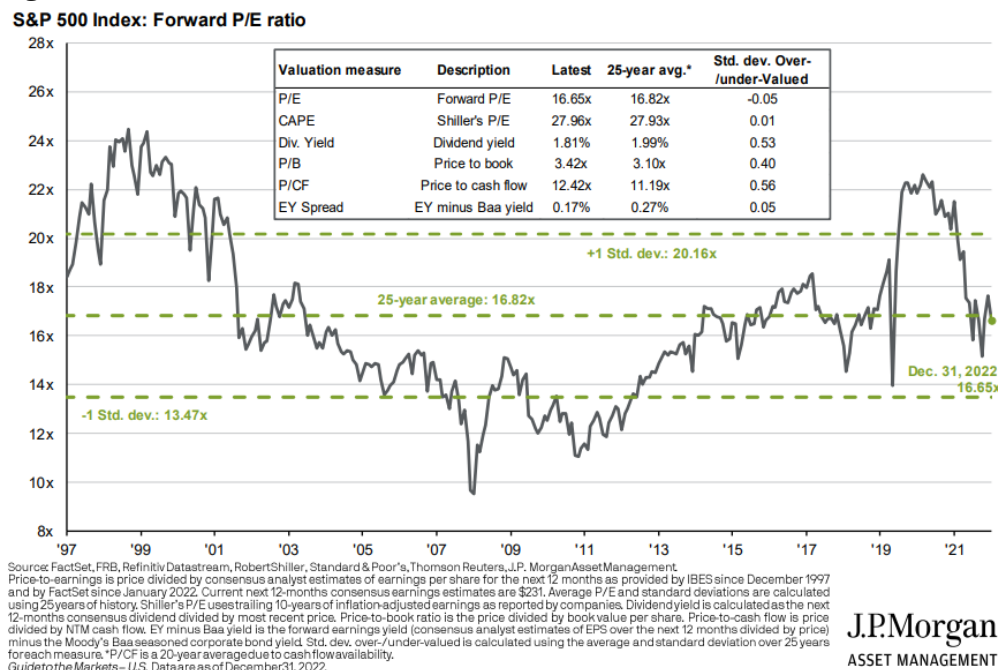 S&P 500 Index: Forward P/E ratio
28x
26x
24x
22x
20x
18x
16x
14x
12x
10x
8x
Valuation measure Description Latest 25-year avg.* Std. dev. Over-/under-Valued
P/E Forward P/E 16.65x 16.82x -0.05
CAPE Shiller's P/E 27.96x 27.93x 0.01
Div. Yield Dividend yield 1.81% 1.99% 0.53
P/B Price to book 3.42x 3.10x 0.40
P/CF Price to cash flow 12.42x 11.19x 0.56
EY Spread EY minus Baa yield 0.17% 0.27% 0.05
+1 Std. dev.: 20.16x
25-year average: 16.82x
Dec. 31, 2022
16.65x
-1 Std. dev.: 13.47x
'97 '99 '01 '03 '05 '07 '09 '11 '13 '15 '17 '19 '21
Source: FactSet, FRB, Refinitiv Datastream, Robert Shiller, Standard & Poor's, Thomson Reuters, J.P. Morgan Asset Management.
Price-to-earnings is price divided by consensus analyst estimates of earnings per share for the next 12 months as provided by IBES since December 1997
and by FactSet since January 2022. Current next 12-months consensus earnings estimates are $231. Average P/E and standard deviations are calculated
using 25 years of history. Shiller's P/E uses trailing 10-years of inflation-adjusted earnings as reported by companies. Dividend yield is calculated as the next
12-months consensus dividend divided by most recent price. Price-to-book ratio is the price divided by book value per share. Price-to-cash flow is price
divided by NTM cash flow. EY minus Baa yield is the forward earnings yield (consensus analyst estimates of EPS over the next 12 months divided by price)
minus the Moody's Baa seasoned corporate bond yield. Std. dev. over-/under-valued is calculated using the average and standard deviation over 25 years
for each measure. *P/CF is a 20-year average due to cash flow availability.
Guide to the Markets – U.S. Data are as of December 31, 2022.
J.P.Morgan
ASSET MANAGEMENT